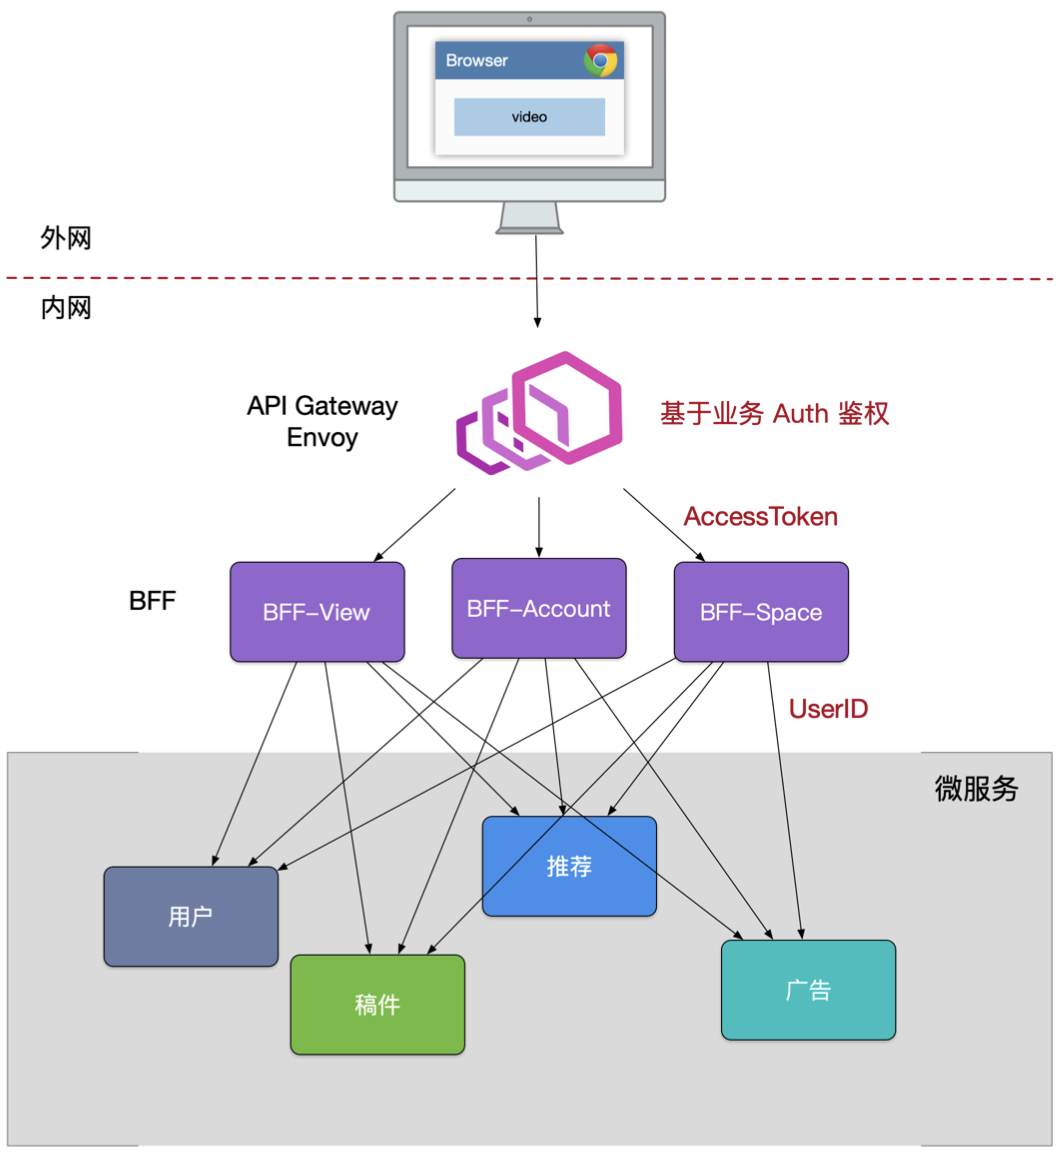 Browser
video
外网
内网
API Gateway
Envoy
基于业务 Auth 鉴权
AccessToken
BFF
BFF–View
BFF–Account
BFF–Space
UserID
微服务
推荐
用户
稿件
广告